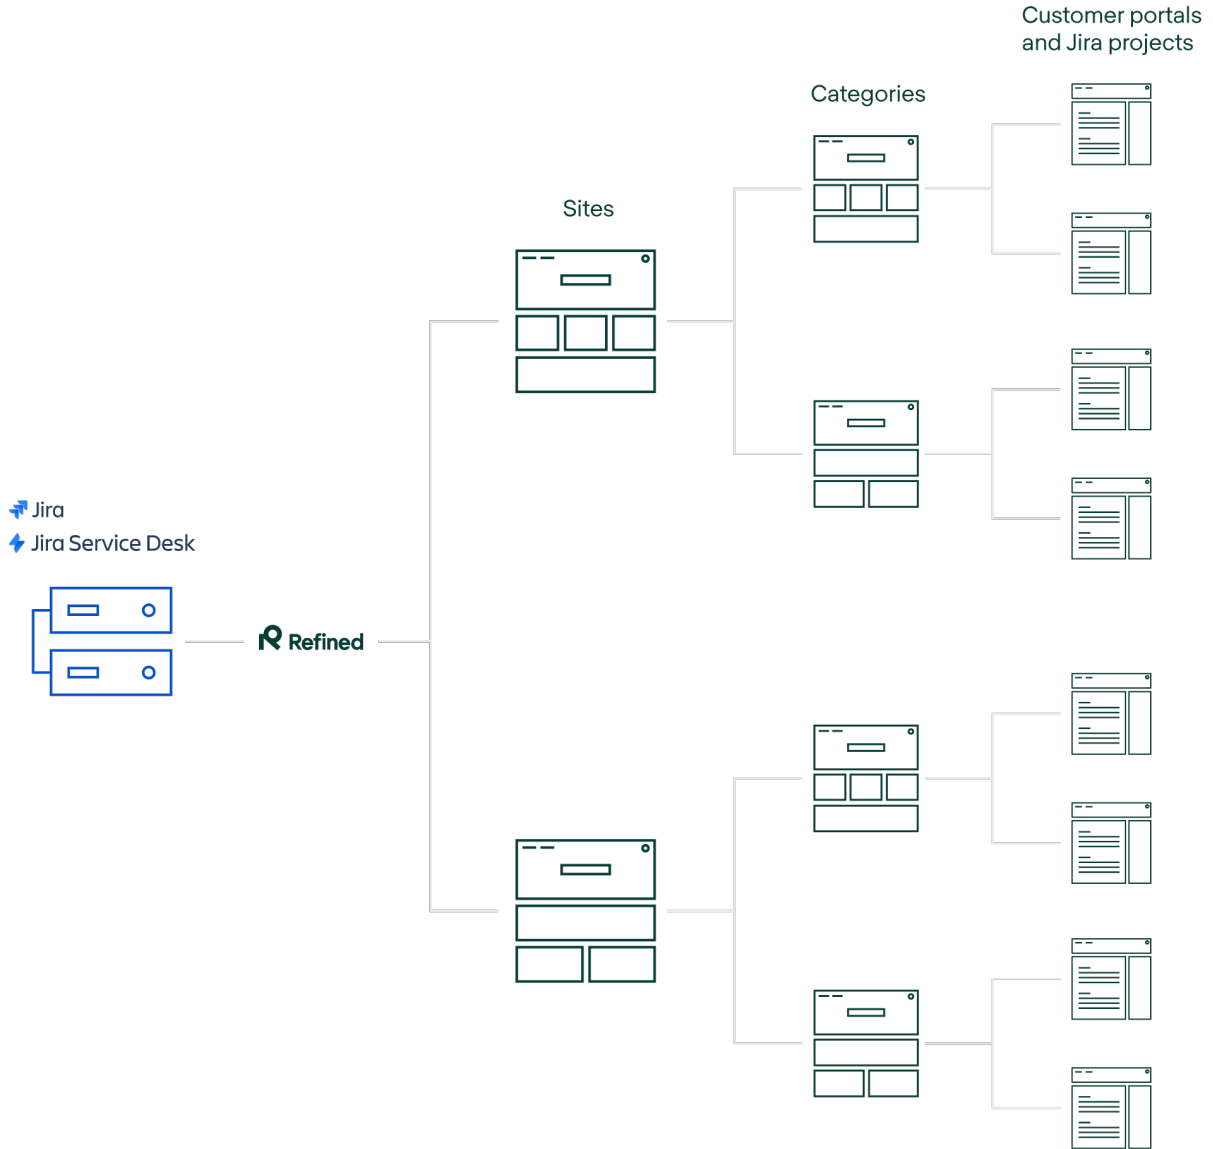 Customer portals
and Jira projects
Categories
Sites
Jira
Jira Service Desk
Refined